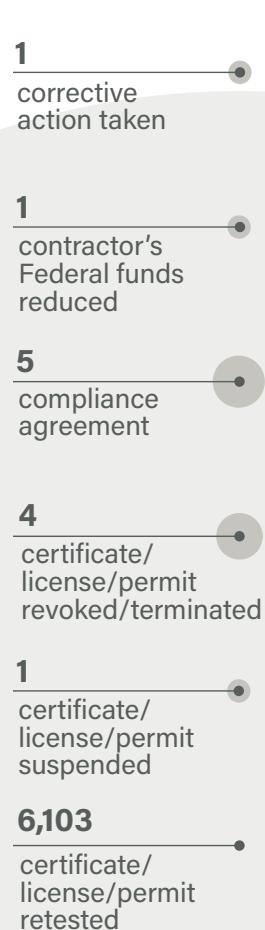 1
corrective
action taken
1
contractor’s
Federal funds
reduced
5
compliance
agreement
4
certificate/
license/permit
revoked/terminated
1
certificate/
license/permit
suspended
6,103
certificate/
license/permit
retested